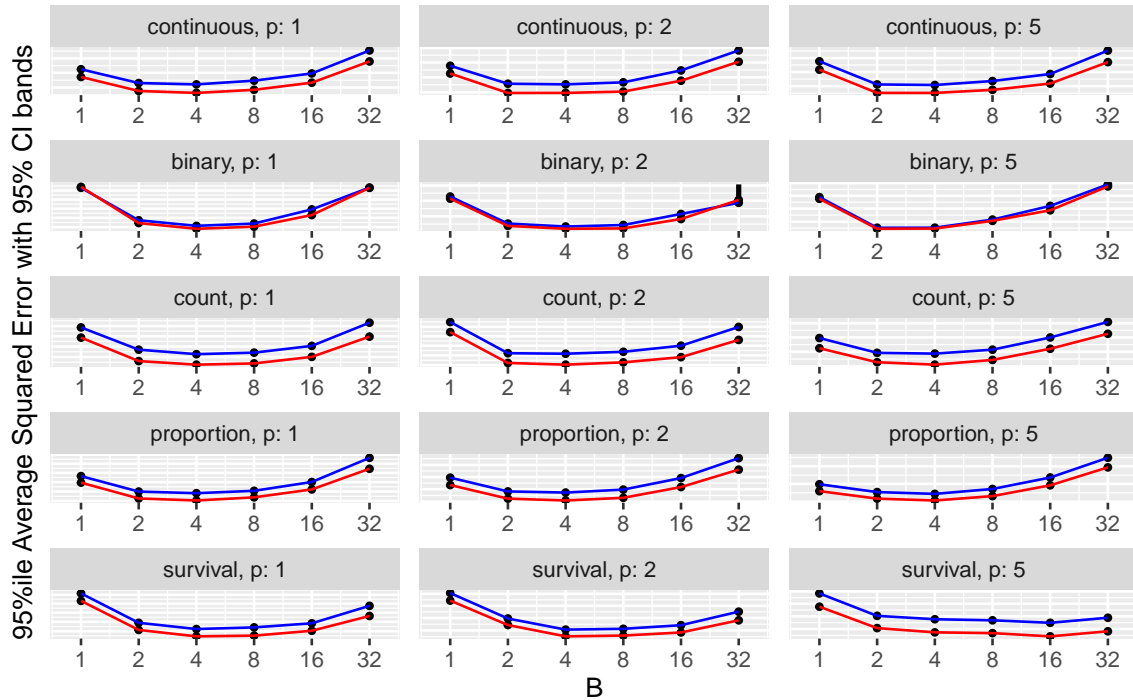 95%ile Average Squared Error with 95% CI bands
continuous, p: 1
1 2 4 8 16 32
continuous, p: 2
1 2 4 8 16 32
continuous, p: 5
1 2 4 8 16 32
binary, p: 1
1 2 4 8 16 32
binary, p: 2
1 2 4 8 16 32
binary, p: 5
1 2 4 8 16 32
count, p: 1
1 2 4 8 16 32
count, p: 2
1 2 4 8 16 32
count, p: 5
1 2 4 8 16 32
proportion, p: 1
1 2 4 8 16 32
proportion, p: 2
1 2 4 8 16 32
proportion, p: 5
1 2 4 8 16 32
survival, p: 1
1 2 4 8 16 32
survival, p: 2
1 2 4 8 16 32
survival, p: 5
1 2 4 8 16 32
B